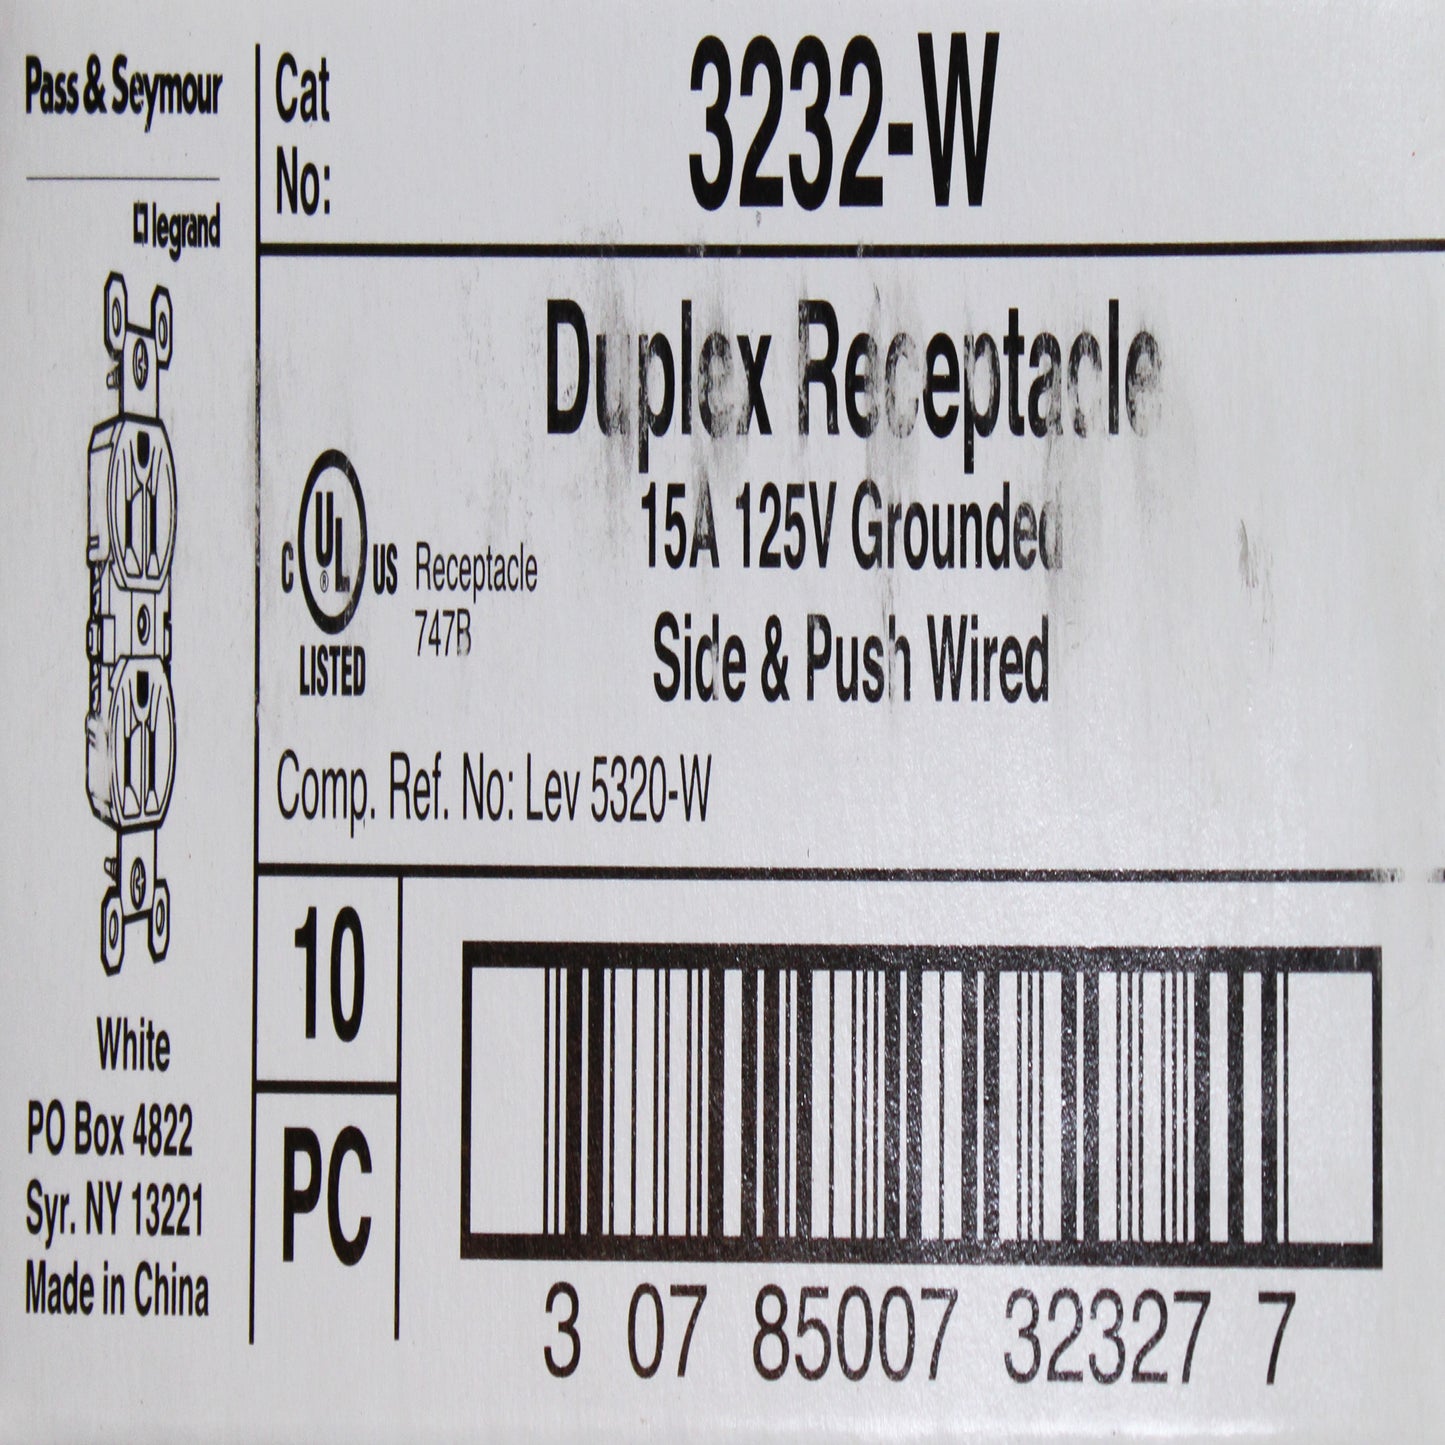 Pass & Seymour
legrand
White
PO Box 4822
Syr. NY 13221
Made in China
Cat
No:
3232-W
Duplex Receptacle
15A 125V Grounded
Side & Push Wired
C UL ® US
LISTED
Receptacle
747B
Comp. Ref. No: Lev 5320-W
10
PC
3 07 85007 32327 7